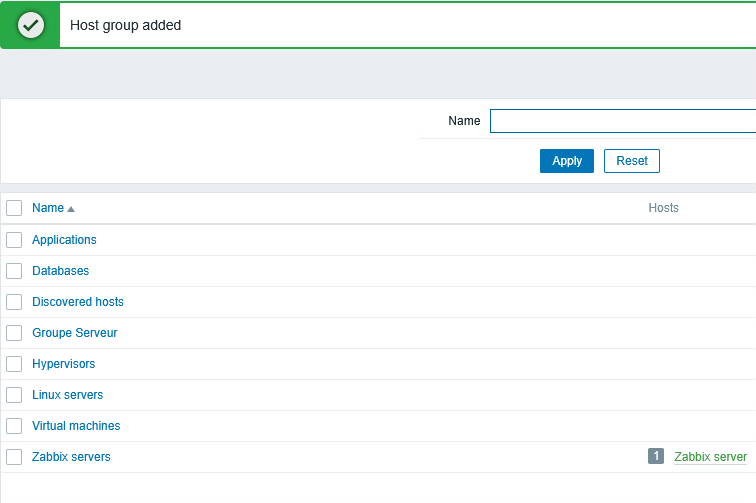 Host group added
Name
Apply Reset
Name Hosts
Applications
Databases
Discovered hosts
Groupe Serveur
Hypervisors
Linux servers
Virtual machines
Zabbix servers 1 Zabbix server